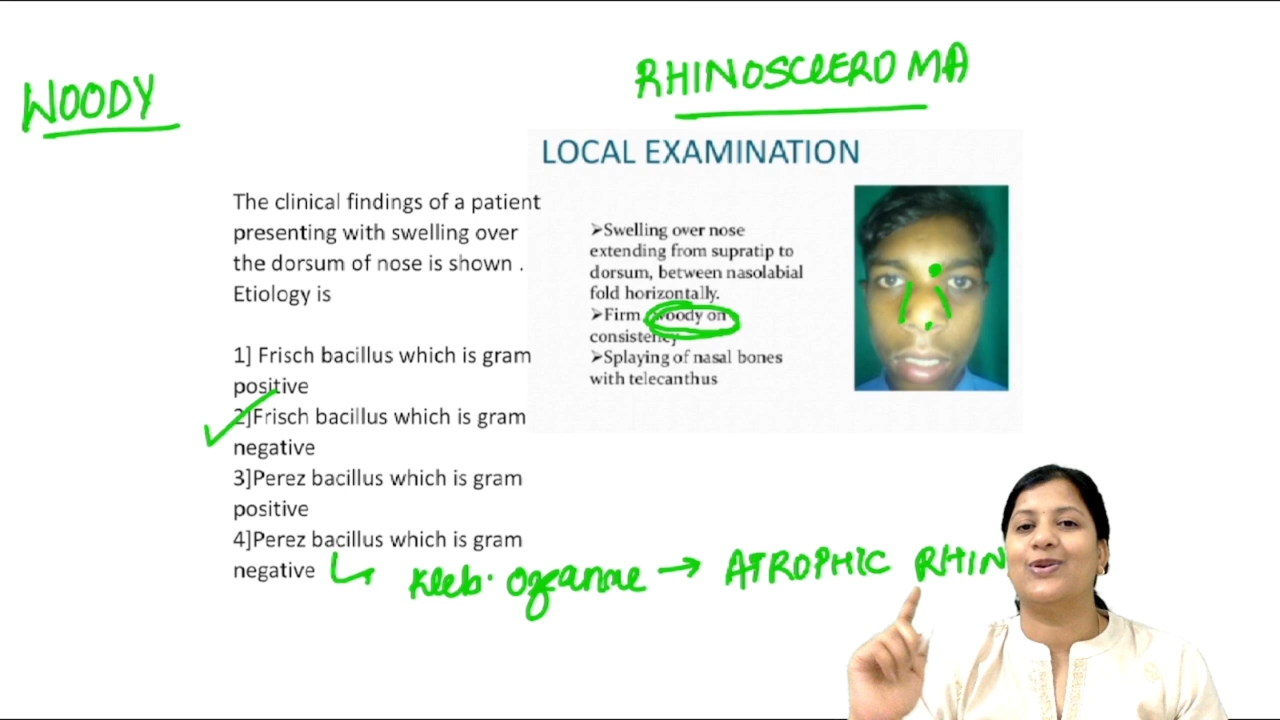 WOODY
RHINOSCLEROMA
LOCAL EXAMINATION
The clinical findings of a patient
presenting with swelling over
the dorsum of nose is shown .
Etiology is
1] Frisch bacillus which is gram
positive
2]Frisch bacillus which is gram
negative
3]Perez bacillus which is gram
positive
4]Perez bacillus which is gram
negative
➢Swelling over nose
extending from supratip to
dorsum, between nasolabial
fold horizontally.
➢Firm, woody on
consistency
➢Splaying of nasal bones
with telecanthus
Kleb. Ozanae → ATROPHIC RHIN